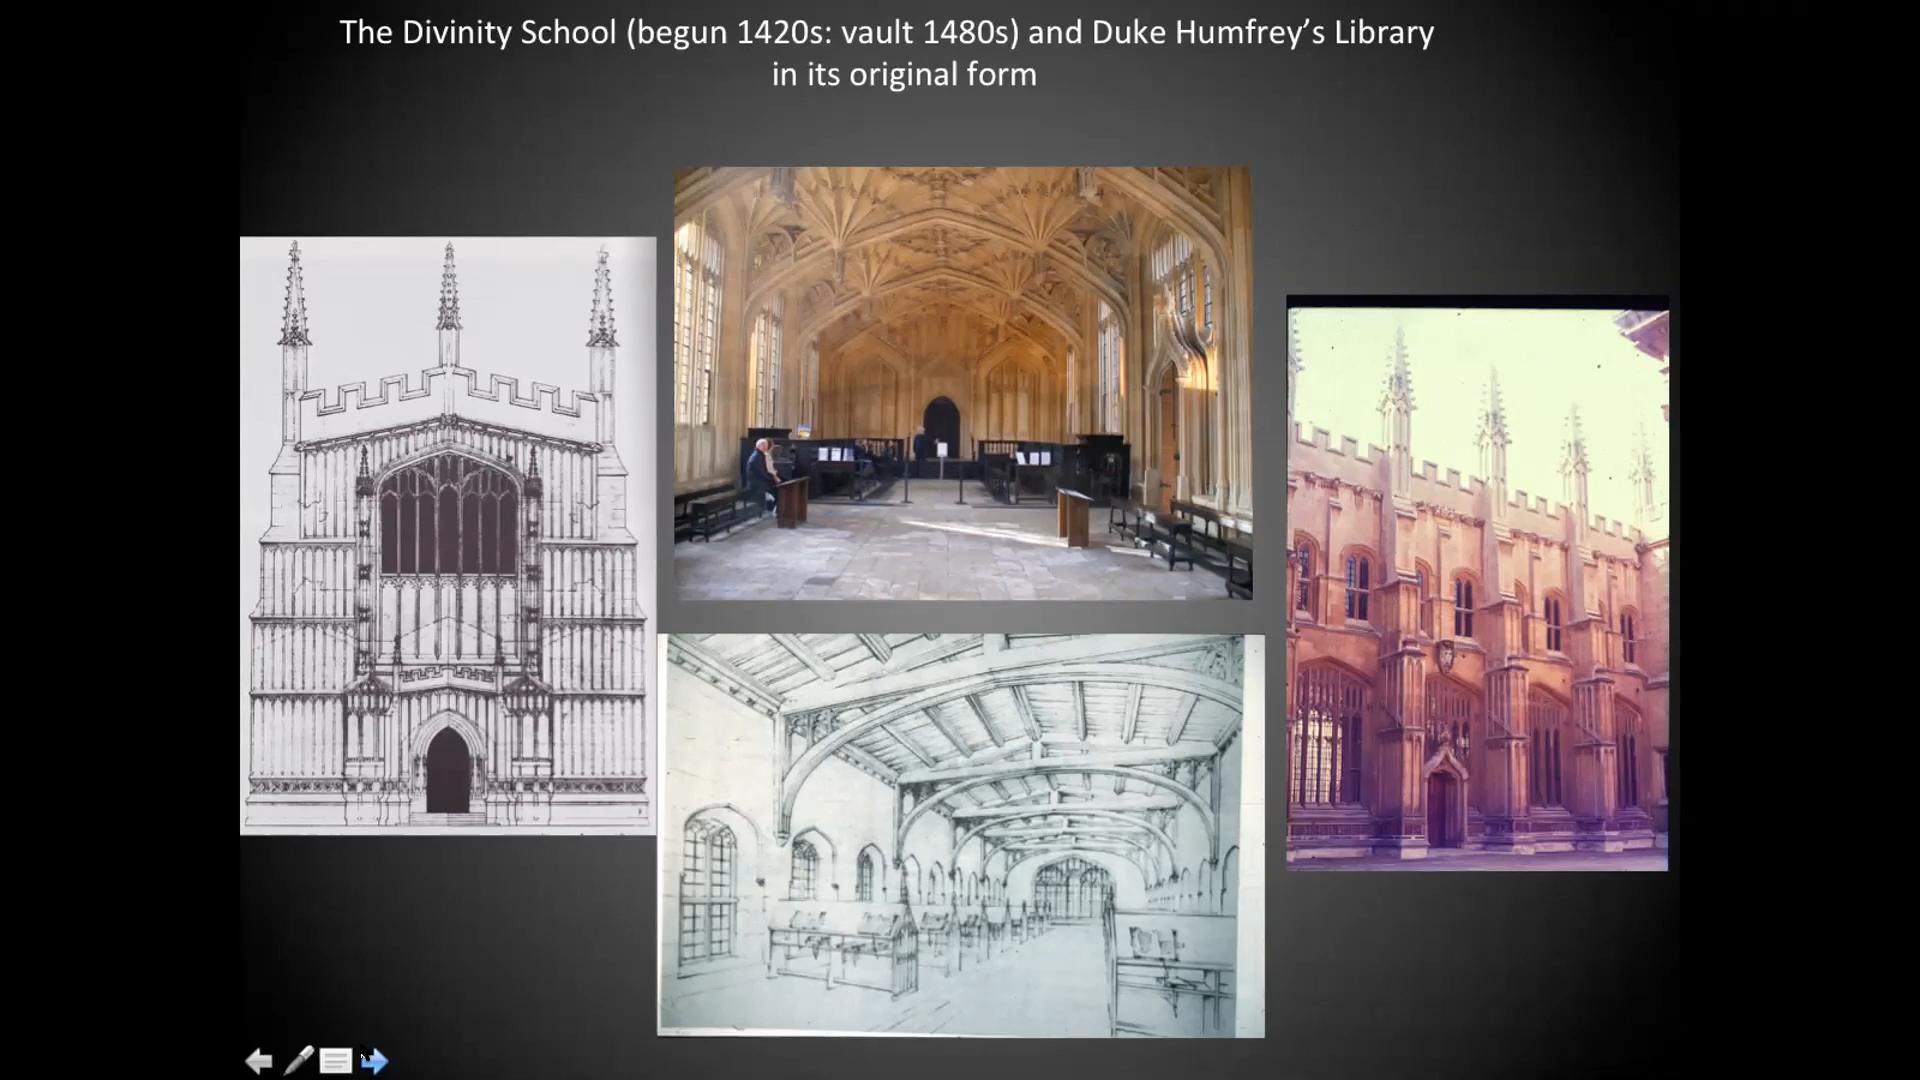 The Divinity School (begun 1420s: vault 1480s) and Duke Humfrey’s Library
in its original form